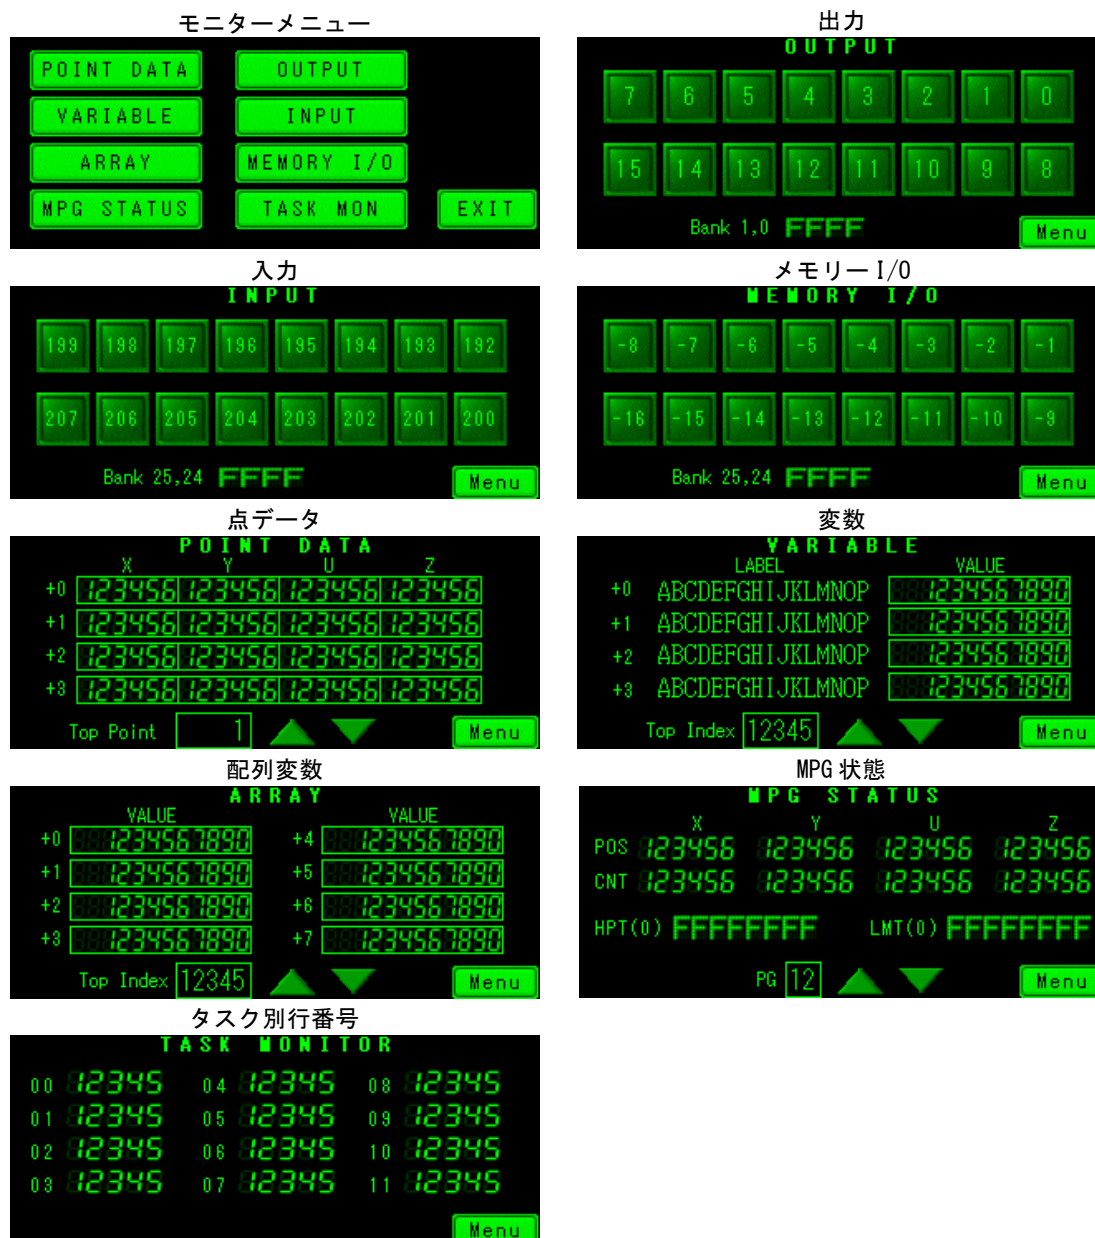 モニターメニュー
POINT DATA OUTPUT
VARIABLE INPUT
ARRAY MEMORY I/O
MPG STATUS TASK MON EXIT
出力
OUTPUT
7 6 5 4 3 2 1 0
15 14 13 12 11 10 9 8
Bank 1,0 FFFF Menu
入力
INPUT
199 198 197 196 195 194 193 192
207 206 205 204 203 202 201 200
Bank 25,24 FFFF Menu
メモリーI/O
MEMORY I/O
-8 -7 -6 -5 -4 -3 -2 -1
-16 -15 -14 -13 -12 -11 -10 -9
Bank 25,24 FFFF Menu
点データ
POINT DATA
X Y U Z
+0 123456 123456 123456 123456
+1 123456 123456 123456 123456
+2 123456 123456 123456 123456
+3 123456 123456 123456 123456
Top Point 1 Menu
変数
VARIABLE
LABEL VALUE
+0 ABCDEFGHIJKLMNOP 1234567890
+1 ABCDEFGHIJKLMNOP 1234567890
+2 ABCDEFGHIJKLMNOP 1234567890
+3 ABCDEFGHIJKLMNOP 1234567890
Top Index 12345 Menu
配列変数
ARRAY
VALUE VALUE
+0 1234567890 +4 1234567890
+1 1234567890 +5 1234567890
+2 1234567890 +6 1234567890
+3 1234567890 +7 1234567890
Top Index 12345 Menu
MPG状態
MPG STATUS
X Y U Z
POS 123456 123456 123456 123456
CNT 123456 123456 123456 123456
HPT(0) FFFFFFFF LMT(0) FFFFFFFF
PG 12 Menu
タスク別行番号
TASK MONITOR
00 12345 04 12345 08 12345
01 12345 05 12345 09 12345
02 12345 06 12345 10 12345
03 12345 07 12345 11 12345
Menu